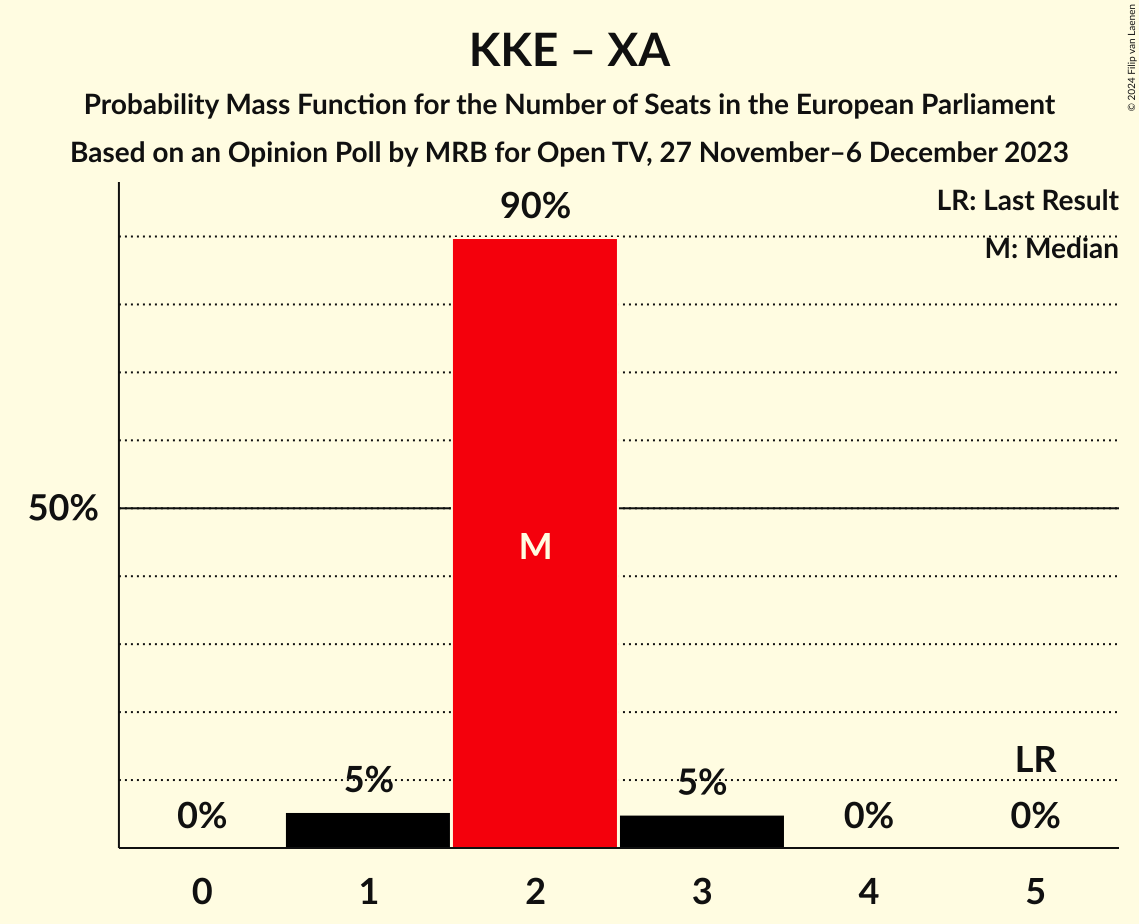 KKE – XA
Probability Mass Function for the Number of Seats in the European Parliament
Based on an Opinion Poll by MRB for Open TV, 27 November–6 December 2023
© 2024 Filip van Laenen
LR: Last Result
M: Median
90%
50%
M
LR
5%
5%
0%
0%
0%
0
1
2
3
4
5